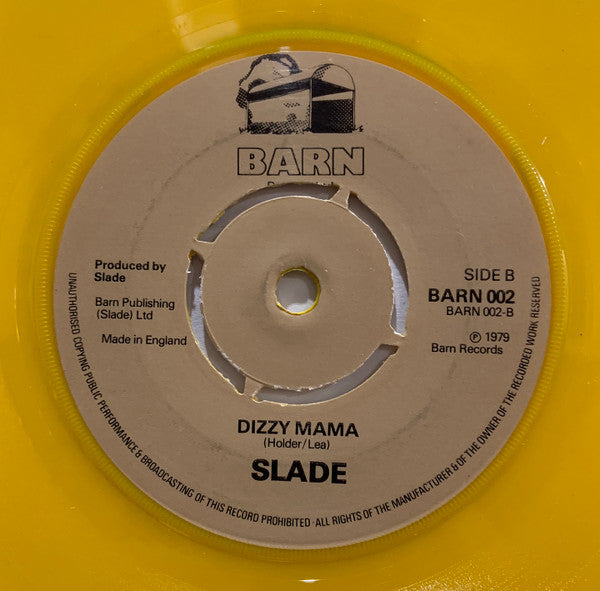 BARN
Produced by
Slade
Barn Publishing
(Slade) Ltd
Made in England
SIDE B
BARN 002
BARN 002-B
Ⓟ 1979
Barn Records
DIZZY MAMA
(Holder/Lea)
SLADE
UNAUTHORISED COPYING PUBLIC PERFORMANCE & BROADCASTING OF THIS RECORD PROHIBITED · ALL RIGHTS OF THE MANUFACTURER & OF THE OWNER OF THE RECORDED WORK RESERVED